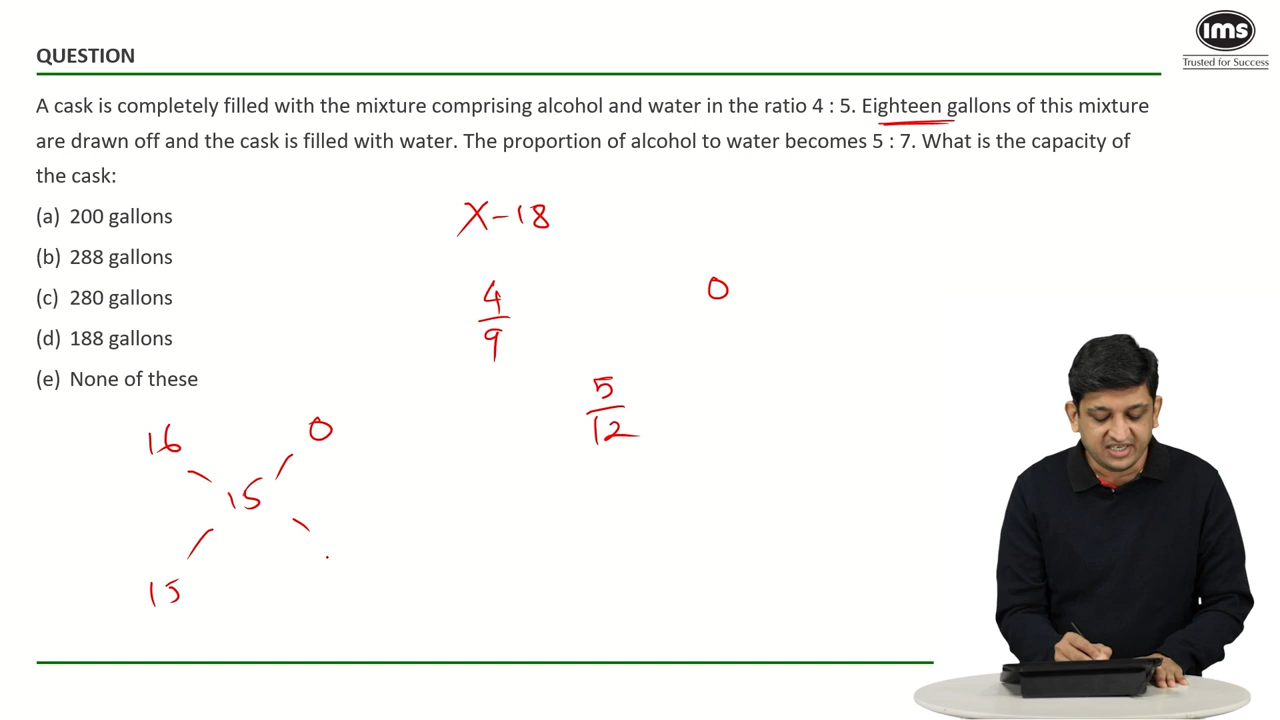 ims
Trusted for Success
QUESTION
A cask is completely filled with the mixture comprising alcohol and water in the ratio 4 : 5. Eighteen gallons of this mixture
are drawn off and the cask is filled with water. The proportion of alcohol to water becomes 5 : 7. What is the capacity of
the cask:
(a) 200 gallons
(b) 288 gallons
(c) 280 gallons
(d) 188 gallons
(e) None of these
X-18
4
9
0
5
12
16
0
15
15